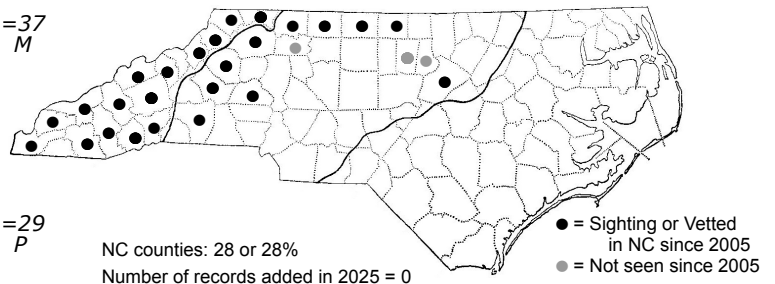 =37
M
=29
P
NC counties: 28 or 28%
Number of records added in 2025 = 0
= Sighting or Vetted
in NC since 2005
= Not seen since 2005